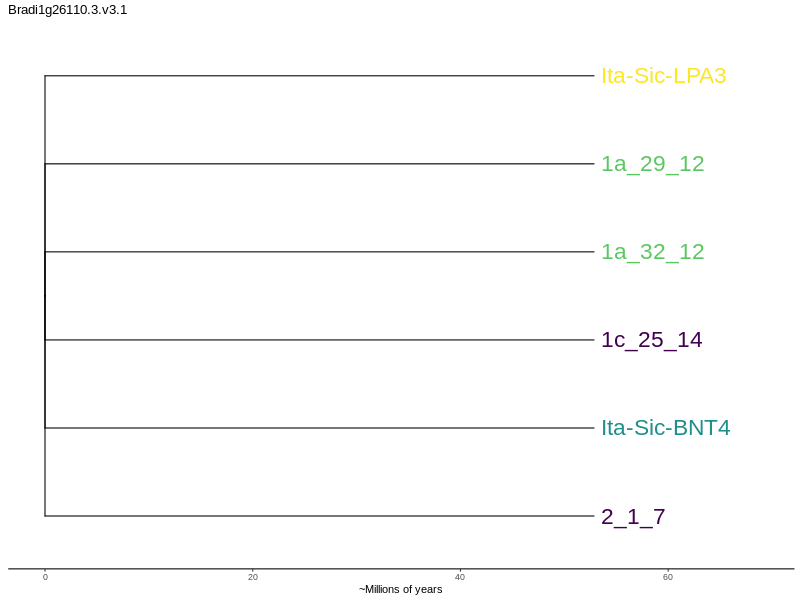 Bradi1g26110.3.v3.1
Ita-Sic-LPA3
1a_29_12
1a_32_12
1c_25_14
Ita-Sic-BNT4
2_1_7
0 20 40 60
~Millions of years